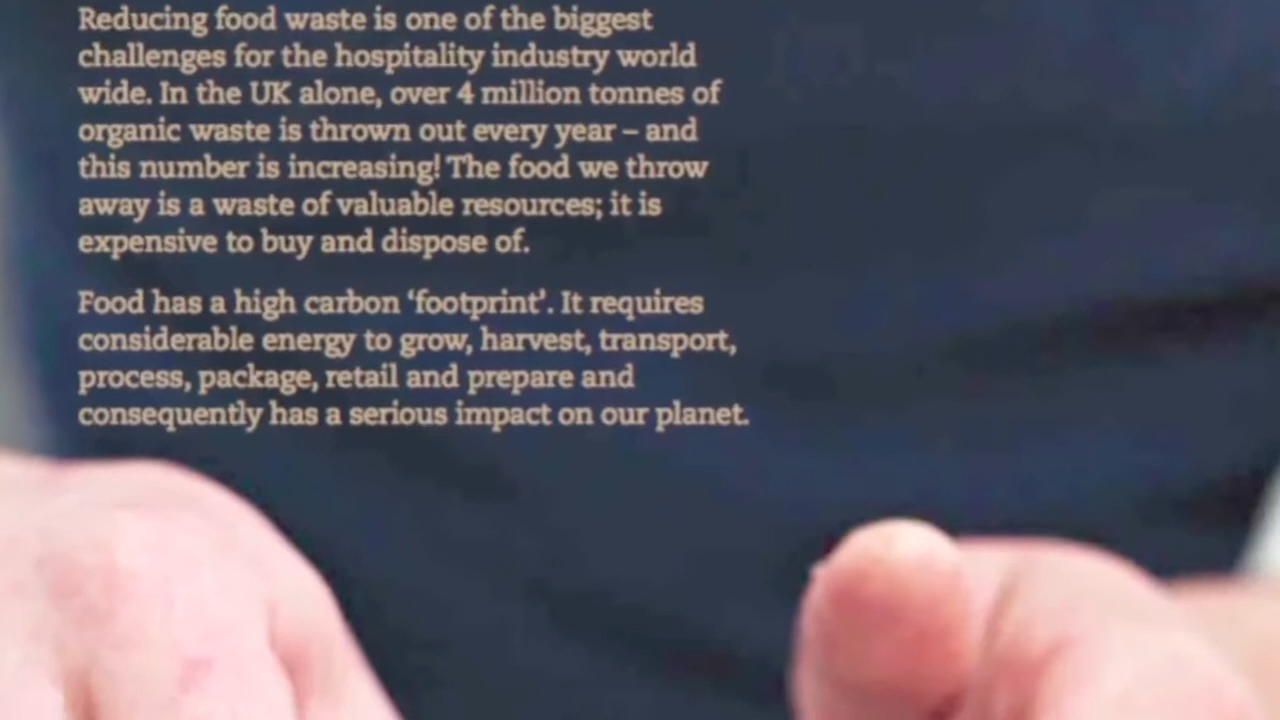 Reducing food waste is one of the biggest
challenges for the hospitality industry world
wide. In the UK alone, over 4 million tonnes of
organic waste is thrown out every year – and
this number is increasing! The food we throw
away is a waste of valuable resources; it is
expensive to buy and dispose of.
Food has a high carbon ‘footprint’. It requires
considerable energy to grow, harvest, transport,
process, package, retail and prepare and
consequently has a serious impact on our planet.